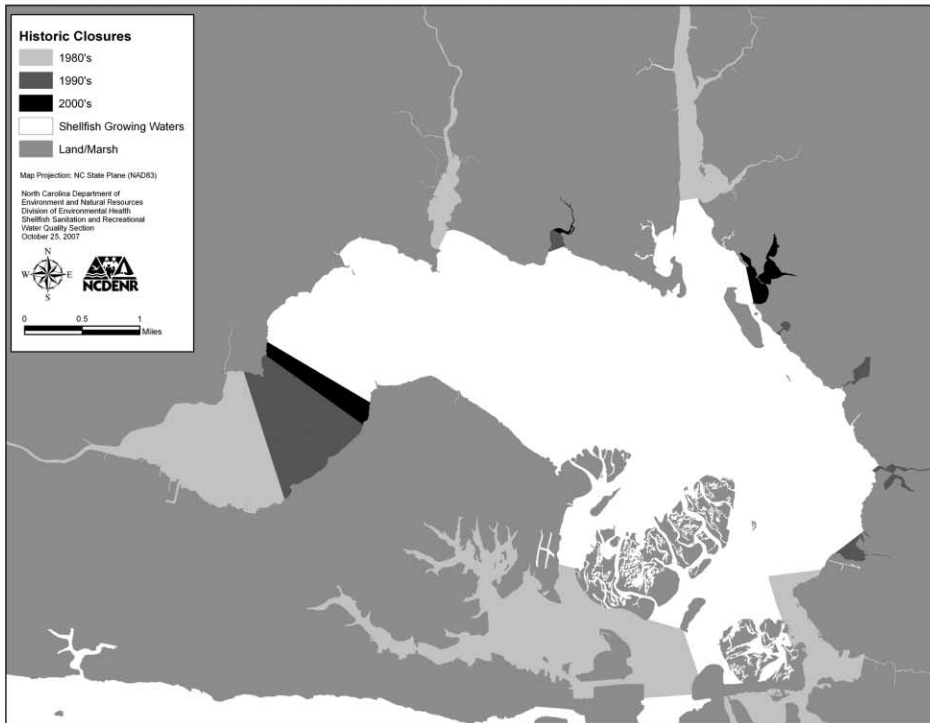 Historic Closures
1980's
1990's
2000's
Shellfish Growing Waters
Land/Marsh
Map Projection: NC State Plane (NAD83)
North Carolina Department of
Environment and Natural Resources
Division of Environmental Health
Shellfish Sanitation and Recreational
Water Quality Section
October 25, 2007
N
W E
S
NCDENR
0 0.5 1
Miles